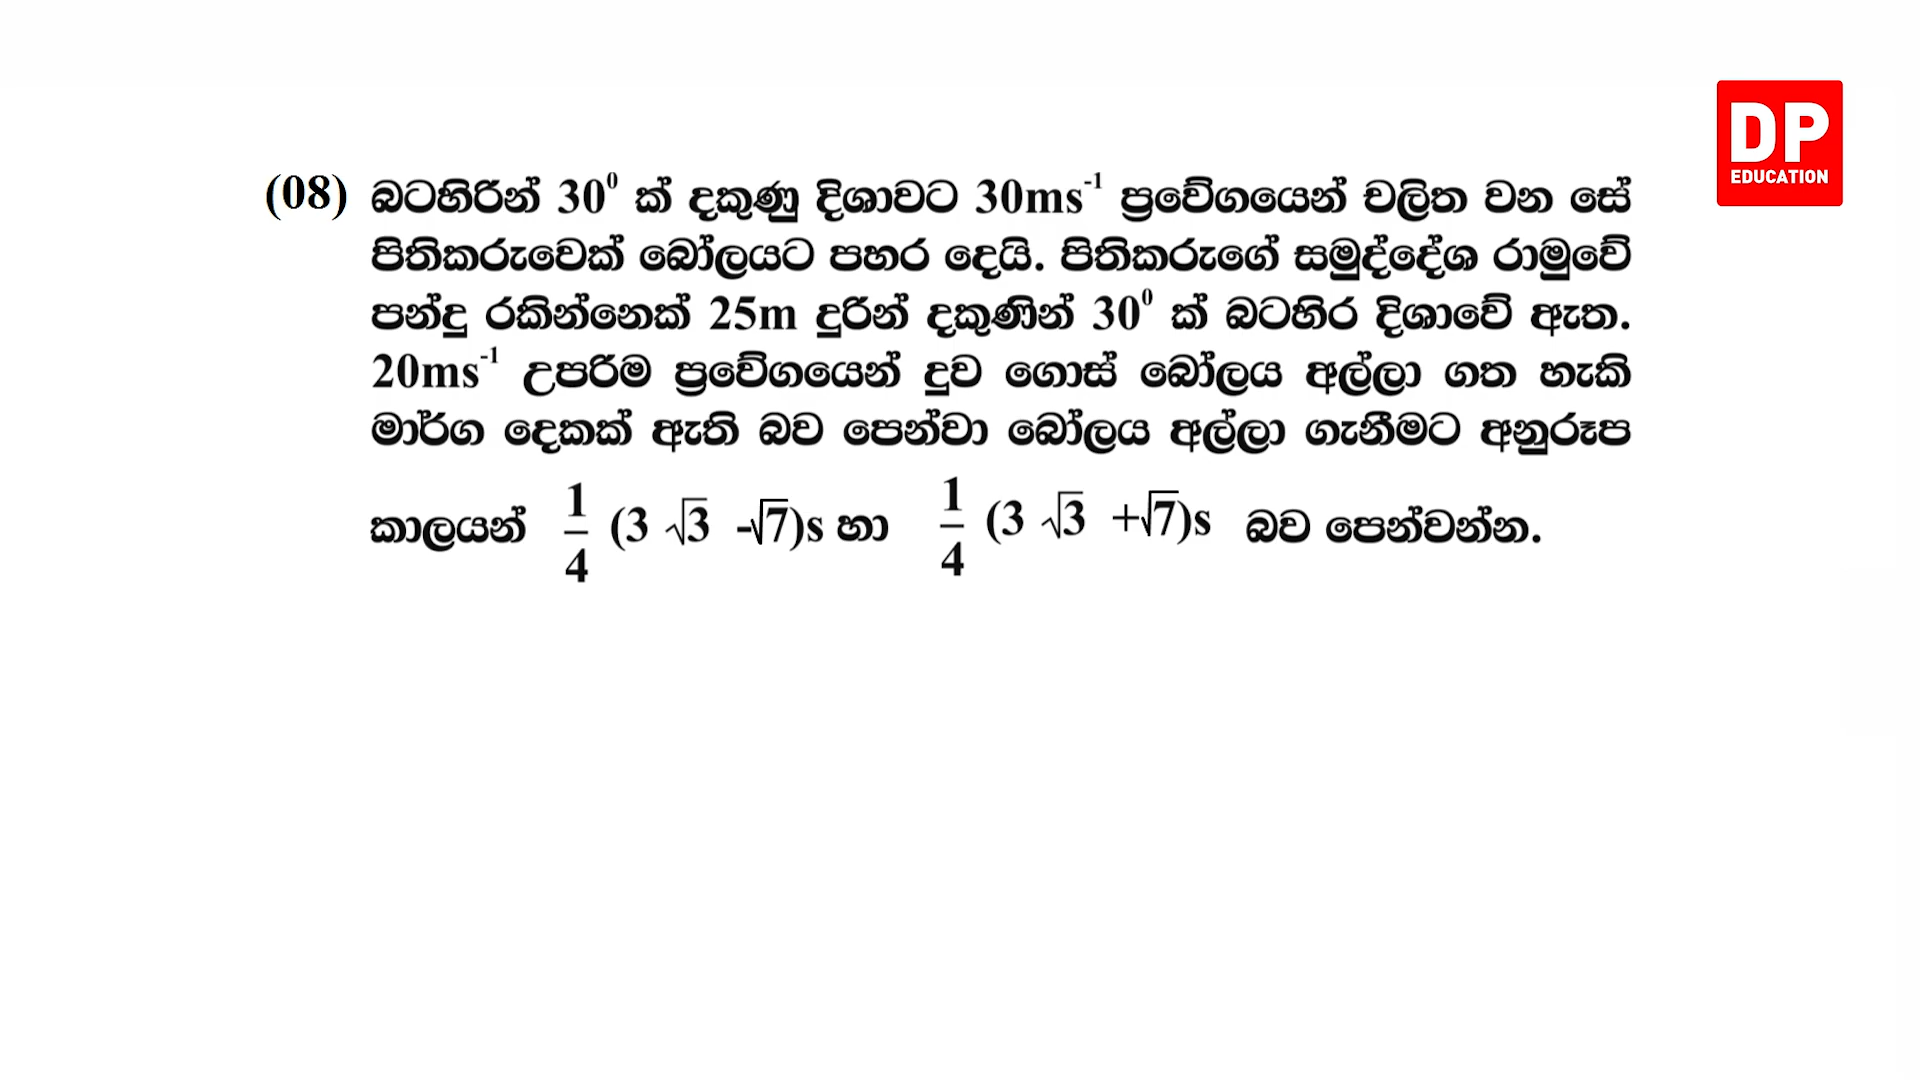 DP
EDUCATION
(08) බටහිරින් 30⁰ ක් දකුණු දිශාවට 30ms⁻¹ ප්‍රවේගයෙන් චලිත වන සේ
පිතිකරුවෙක් බෝලයට පහර දෙයි. පිතිකරුගේ සමුද්දේශ රාමුවේ
පන්දු රකින්නෙක් 25m දුරින් දකුණින් 30⁰ ක් බටහිර දිශාවේ ඇත.
20ms⁻¹ උපරිම ප්‍රවේගයෙන් දුව ගොස් බෝලය අල්ලා ගත හැකි
මාර්ග දෙකක් ඇති බව පෙන්වා බෝලය අල්ලා ගැනීමට අනුරූප
කාලයන් 1/4 (3 √3 -√7)s හා 1/4 (3 √3 +√7)s බව පෙන්වන්න.